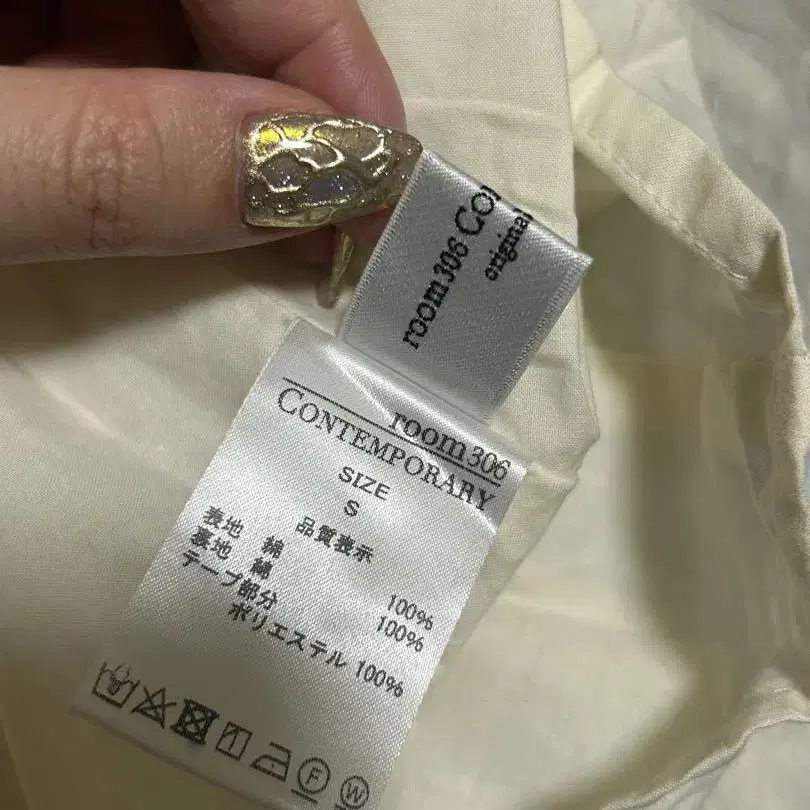 room306 Co
original
room306
CONTEMPORARY
SIZE
S
品質表示
表地 綿 100%
裏地 綿 100%
テープ部分
ポリエステル 100%
F W